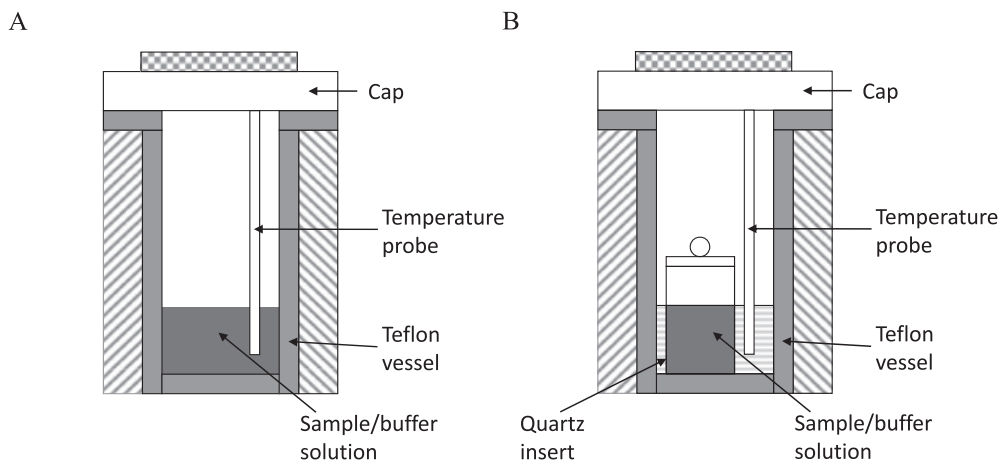 A
Cap
Temperature
probe
Teflon
vessel
Sample/buffer
solution
B
Cap
Temperature
probe
Teflon
vessel
Quartz
insert
Sample/buffer
solution